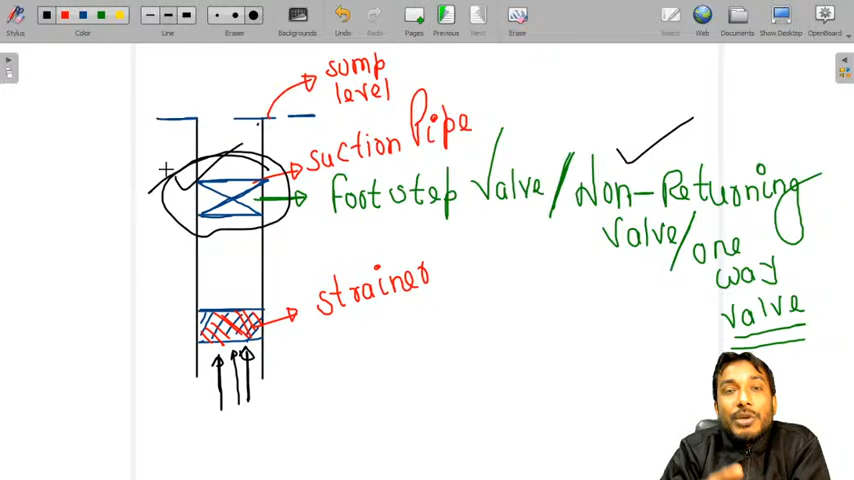 Stylus
Color
Line
Eraser
Backgrounds
Undo
Redo
Pages
Previous
Next
Erase
Board
Web
Documents
Show Desktop
OpenBoard
sump
level
suction Pipe
Footstep Valve/Non-Returning
Valve/one
way
valve
strainer